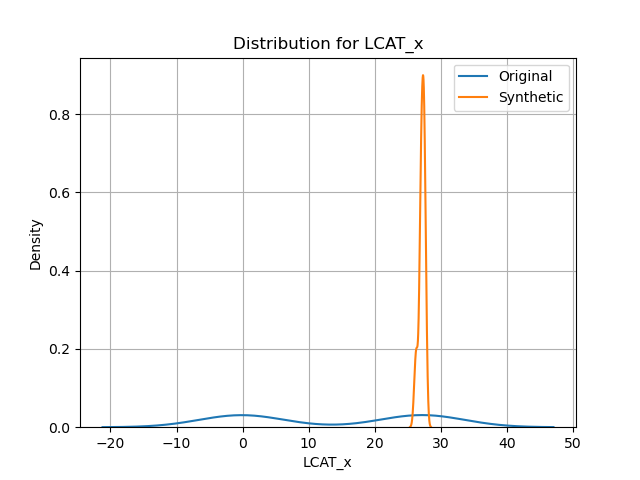 Distribution for LCAT_x
Original
Synthetic
Density
0.8
0.6
0.4
0.2
0.0
−20 −10 0 10 20 30 40 50
LCAT_x